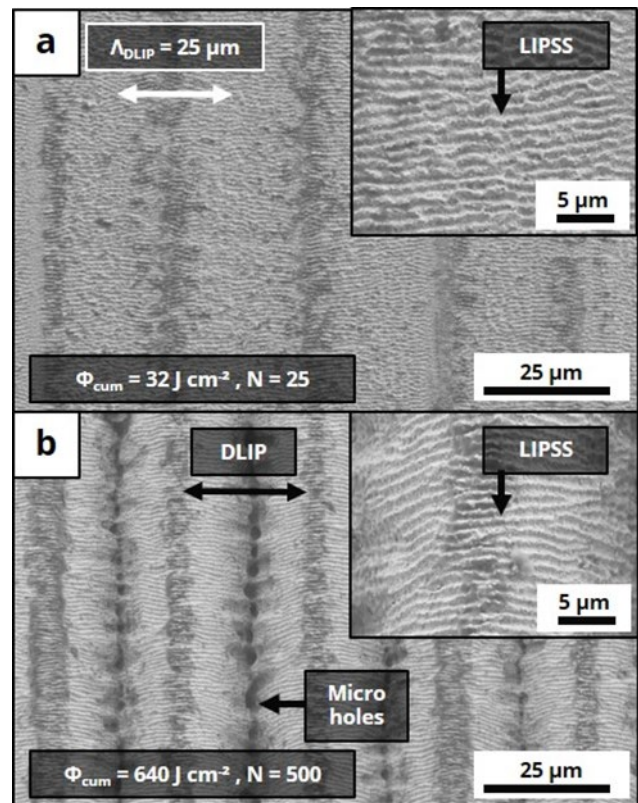 a
ΛDLIP = 25 µm
LIPSS
5 µm
Φcum = 32 J cm-² , N = 25
25 µm
b
DLIP
LIPSS
5 µm
Micro
holes
Φcum = 640 J cm-² , N = 500
25 µm